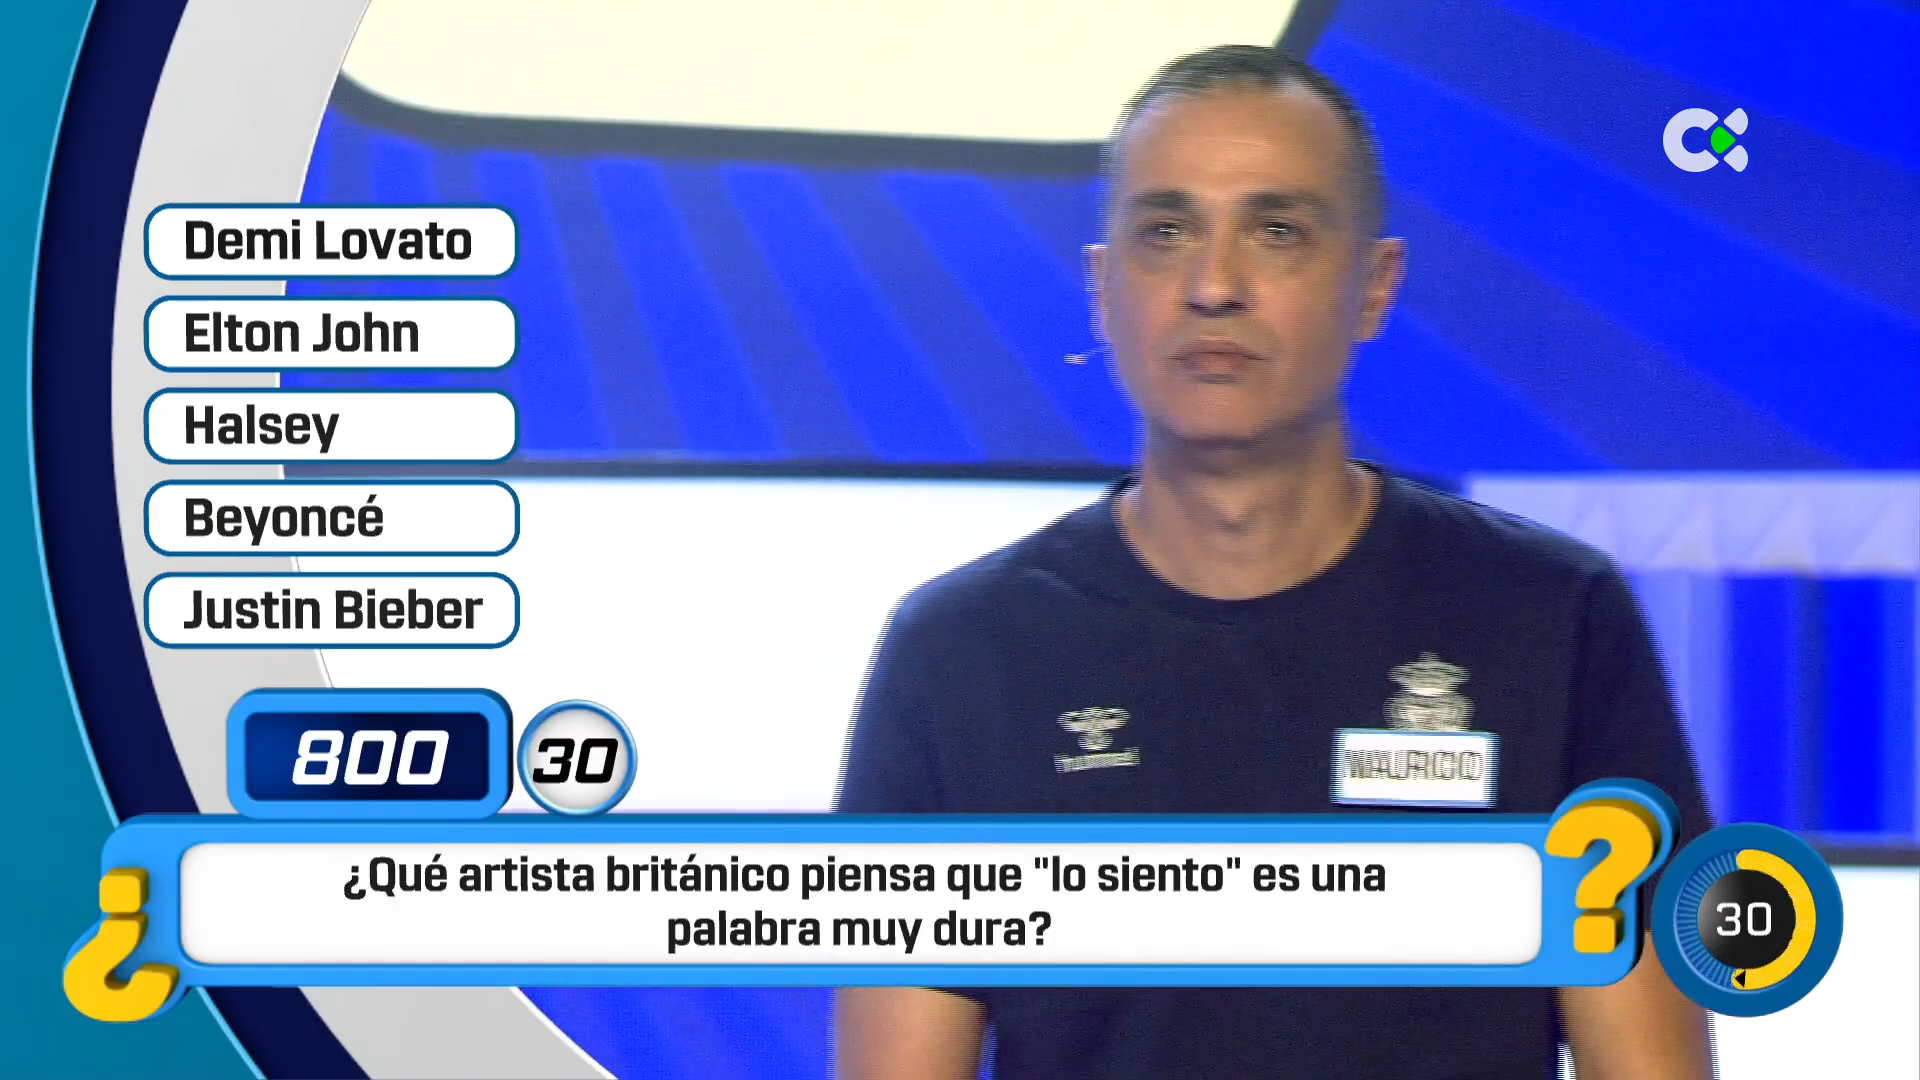 Demi Lovato
Elton John
Halsey
Beyoncé
Justin Bieber
800
30
MAURICIO
¿Qué artista británico piensa que "lo siento" es una
palabra muy dura?
30